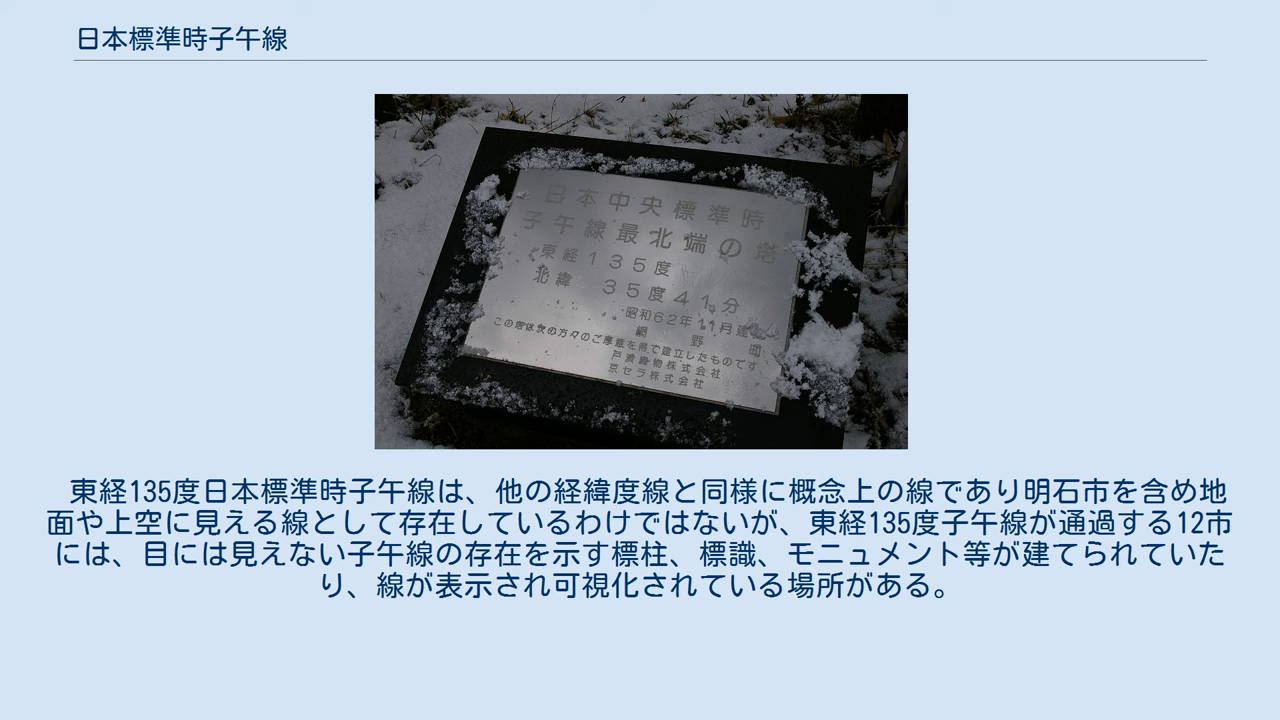 日本標準時子午線
日本中央標準時
子午線最北端の塔
東経135度
北緯 35度41分
昭和62年11月建
網野町
この塔は次の方々のご厚意を得て建立したものです
産物株式会社
京セラ株式会社
東経135度日本標準時子午線は、他の経緯度線と同様に概念上の線であり明石市を含め地
面や上空に見える線として存在しているわけではないが、東経135度子午線が通過する12市
には、目には見えない子午線の存在を示す標柱、標識、モニュメント等が建てられていた
り、線が表示され可視化されている場所がある。